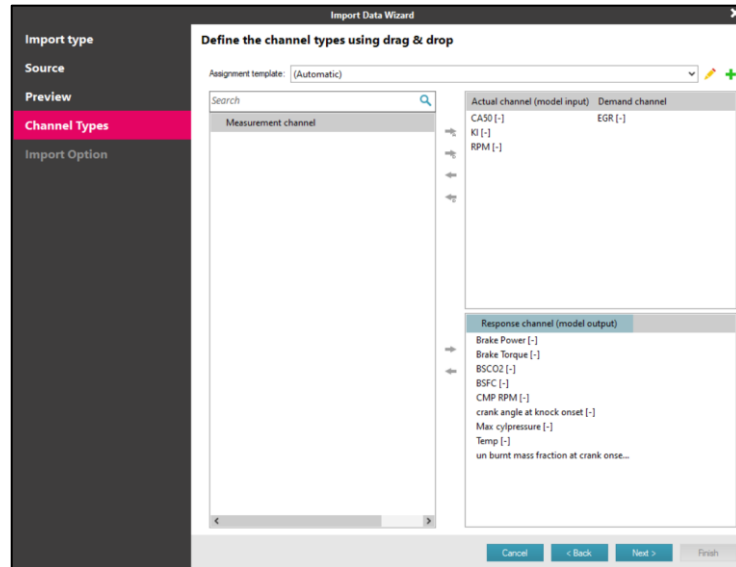 Import Data Wizard
Import type
Source
Preview
Channel Types
Import Option
Define the channel types using drag & drop
Assignment template: (Automatic)
Search
Measurement channel
Actual channel (model input) Demand channel
CA50 [-] EGR [-]
KI [-]
RPM [-]
Response channel (model output)
Brake Power [-]
Brake Torque [-]
BSCO2 [-]
BSFC [-]
CMP RPM [-]
crank angle at knock onset [-]
Max cylpressure [-]
Temp [-]
un burnt mass fraction at crank onse...
Cancel < Back Next > Finish